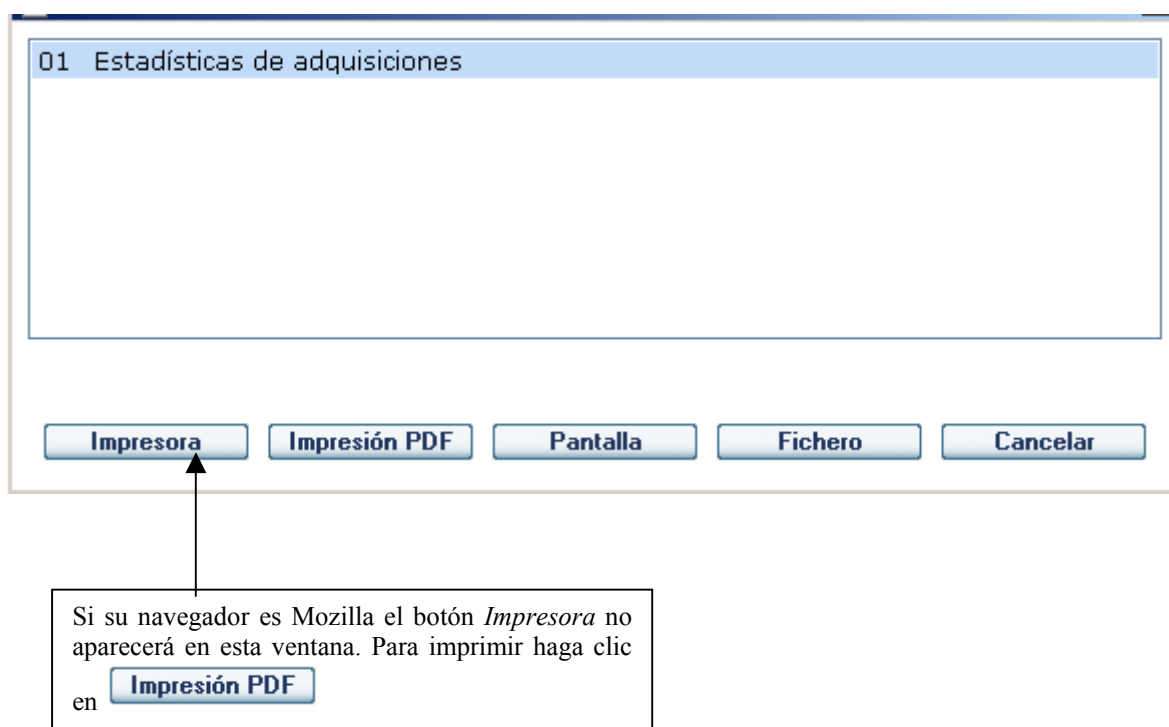 01 Estadísticas de adquisiciones
Impresora Impresión PDF Pantalla Fichero Cancelar
Si su navegador es Mozilla el botón Impresora no
aparecerá en esta ventana. Para imprimir haga clic
en Impresión PDF